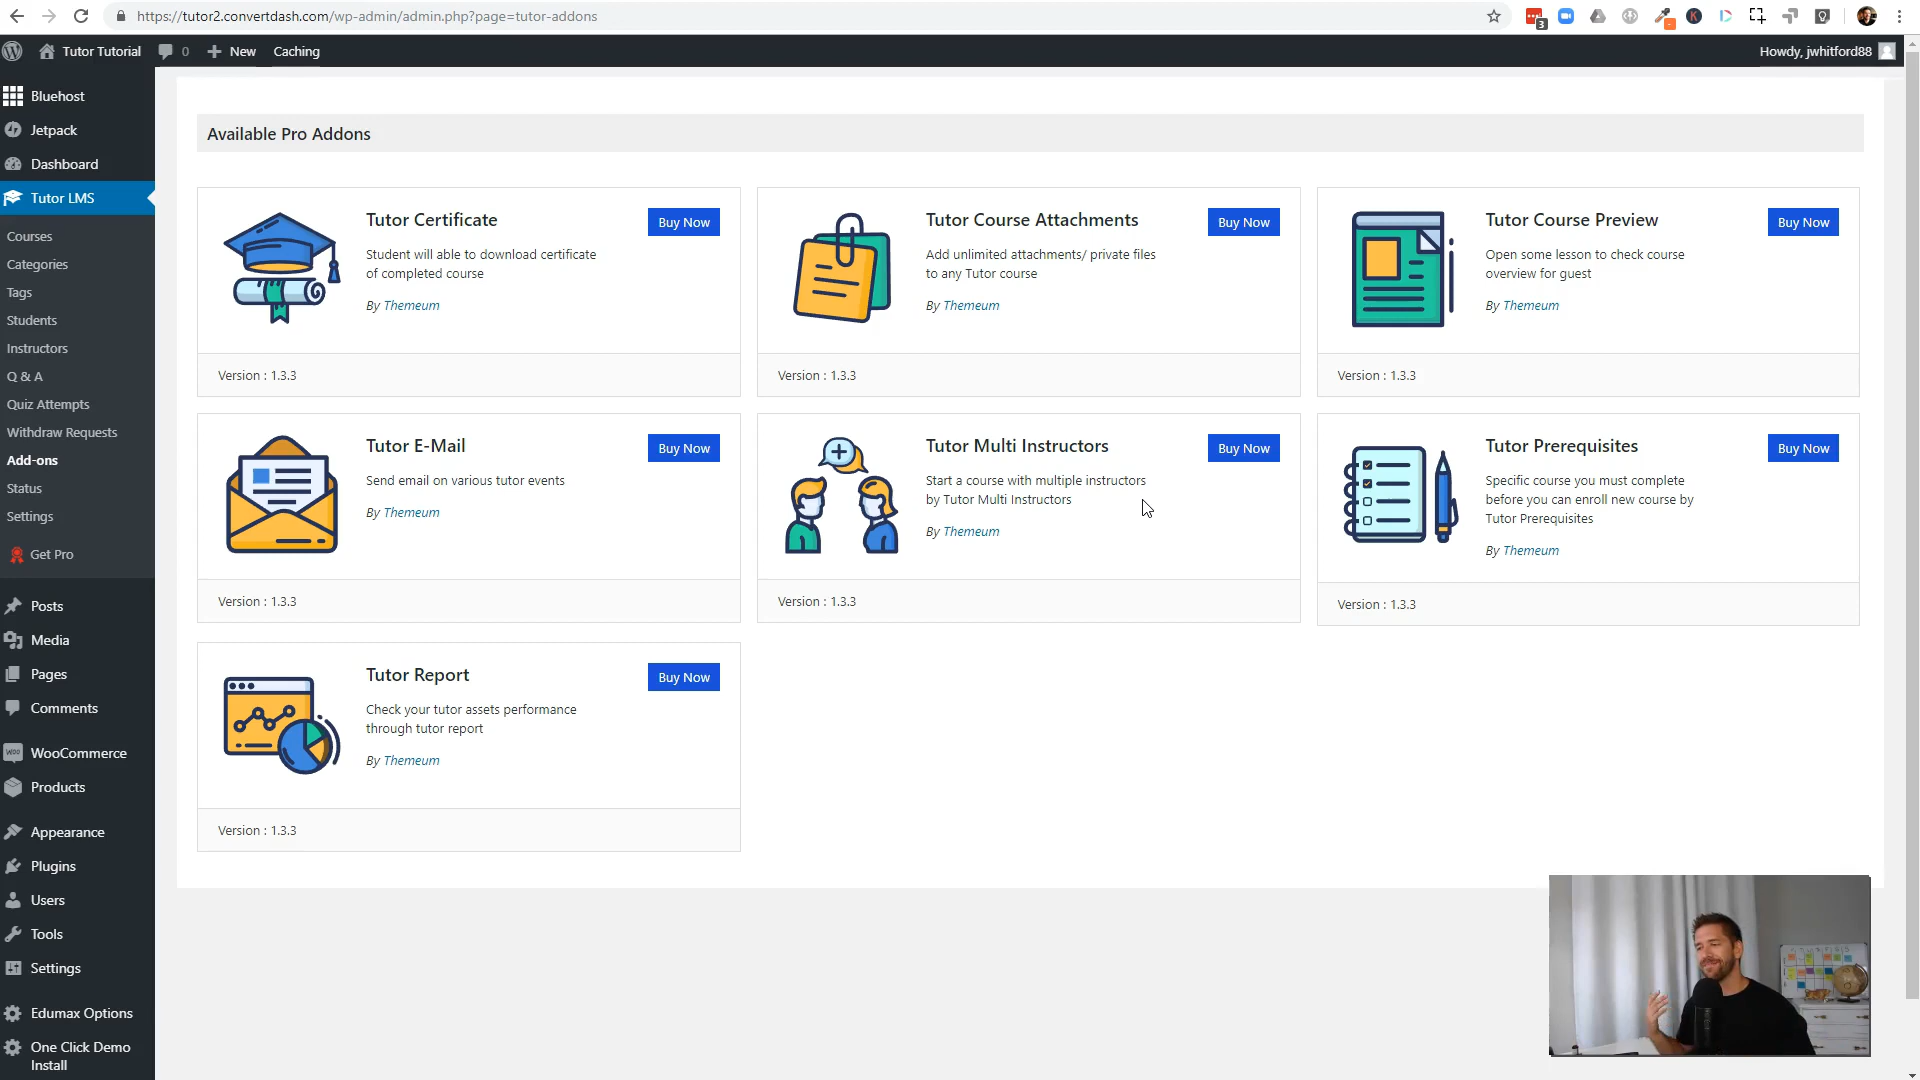 https://tutor2.convertdash.com/wp-admin/admin.php?page=tutor-addons
3
Tutor Tutorial
0
New
Caching
Howdy, jwhitford88
Bluehost
Jetpack
Dashboard
Tutor LMS
Courses
Categories
Tags
Students
Instructors
Q & A
Quiz Attempts
Withdraw Requests
Add-ons
Status
Settings
Get Pro
Posts
Media
Pages
Comments
WooCommerce
Products
Appearance
Plugins
Users
Tools
Settings
Edumax Options
One Click Demo
Install
Available Pro Addons
Tutor Certificate
Buy Now
Student will able to download certificate
of completed course
By Themeum
Version : 1.3.3
Tutor Course Attachments
Buy Now
Add unlimited attachments/ private files
to any Tutor course
By Themeum
Version : 1.3.3
Tutor Course Preview
Buy Now
Open some lesson to check course
overview for guest
By Themeum
Version : 1.3.3
Tutor E-Mail
Buy Now
Send email on various tutor events
By Themeum
Version : 1.3.3
Tutor Multi Instructors
Buy Now
Start a course with multiple instructors
by Tutor Multi Instructors
By Themeum
Version : 1.3.3
Tutor Prerequisites
Buy Now
Specific course you must complete
before you can enroll new course by
Tutor Prerequisites
By Themeum
Version : 1.3.3
Tutor Report
Buy Now
Check your tutor assets performance
through tutor report
By Themeum
Version : 1.3.3